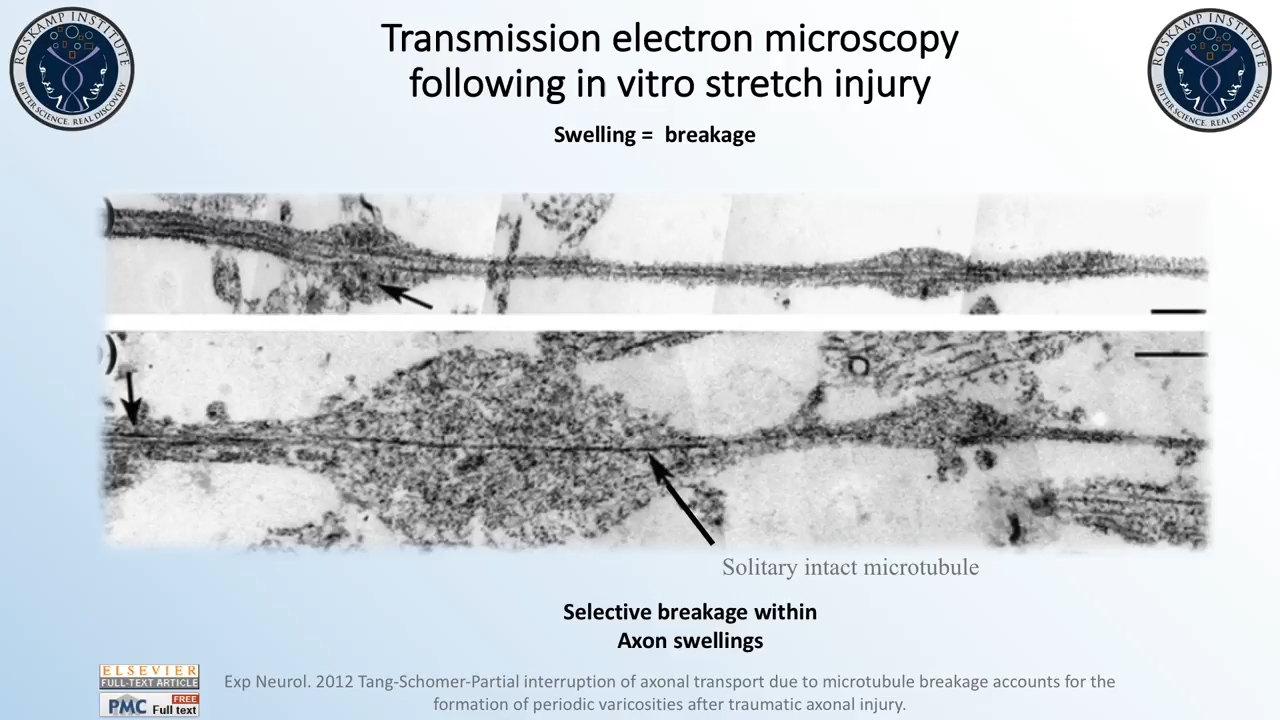 Transmission electron microscopy
following in vitro stretch injury
ROSKAMP INSTITUTE
BETTER SCIENCE. REAL DISCOVERY
ROSKAMP INSTITUTE
BETTER SCIENCE. REAL DISCOVERY
Swelling = breakage
)
)
Solitary intact microtubule
Selective breakage within
Axon swellings
ELSEVIER
FULL-TEXT ARTICLE
PMC FREE
Full text
Exp Neurol. 2012 Tang-Schomer-Partial interruption of axonal transport due to microtubule breakage accounts for the
formation of periodic varicosities after traumatic axonal injury.